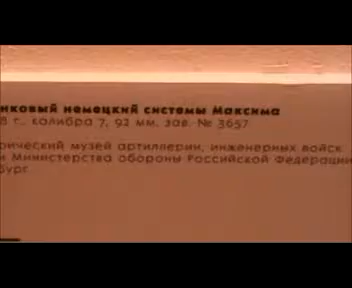 нковый немецкий системы Максима
8 г., калибра 7, 92 мм, зав. № 3657
рический музей артиллерии, инженерных войск
и Министерства обороны Российской Федерации
бург